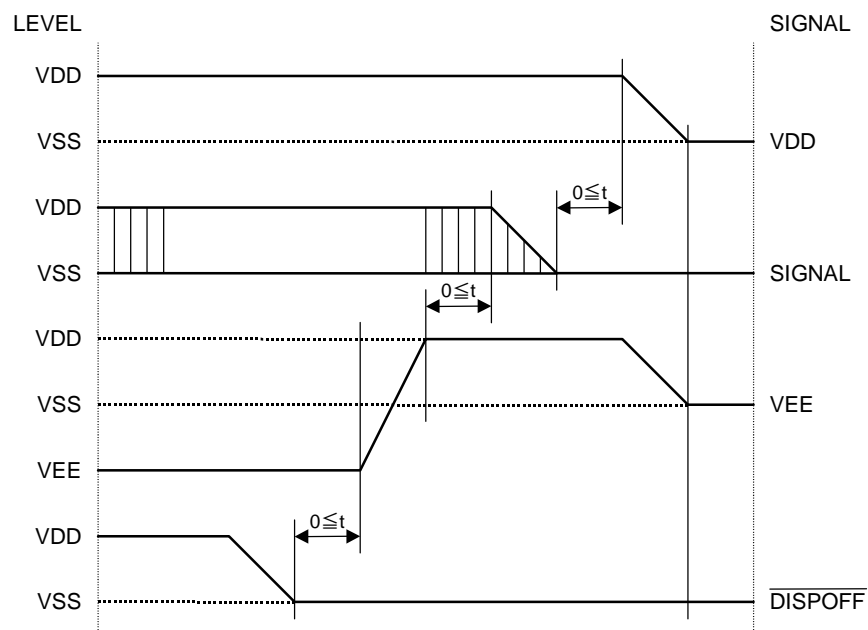 LEVEL SIGNAL
VDD
VSS VDD
VDD
0≦t
VSS SIGNAL
0≦t
VDD
VSS VEE
VEE
VDD
0≦t
VSS DISPOFF